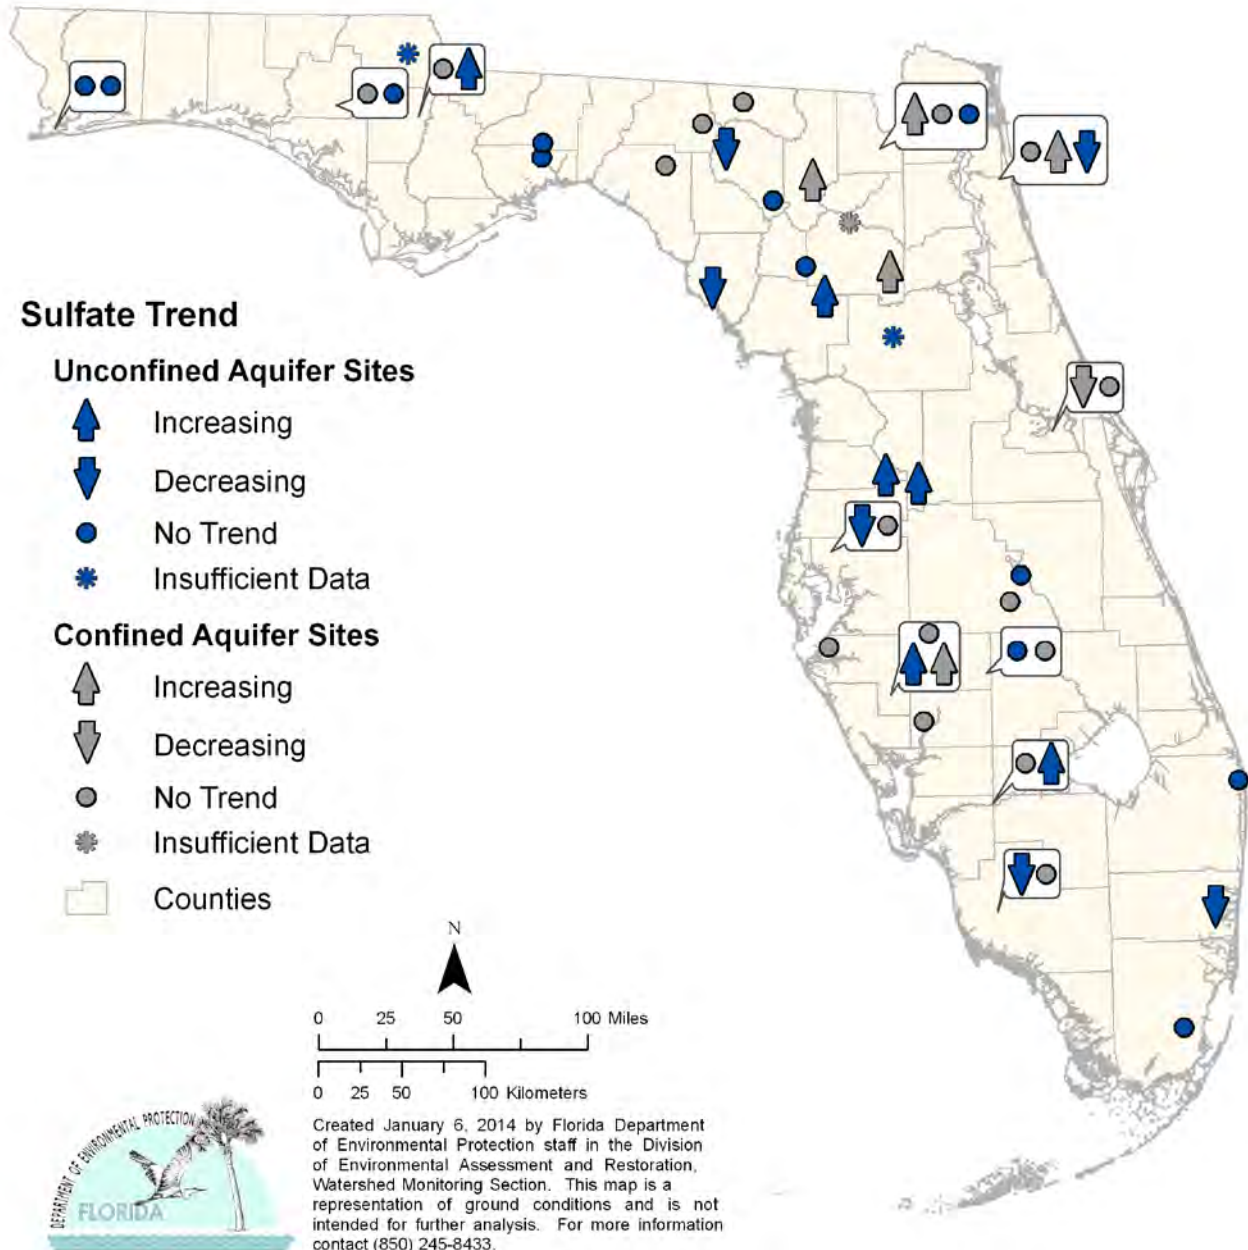 Sulfate Trend
Unconfined Aquifer Sites
Increasing
Decreasing
No Trend
Insufficient Data
Confined Aquifer Sites
Increasing
Decreasing
No Trend
Insufficient Data
Counties
N
0 25 50 100 Miles
0 25 50 100 Kilometers
Created January 6, 2014 by Florida Department
of Environmental Protection staff in the Division
of Environmental Assessment and Restoration,
Watershed Monitoring Section. This map is a
representation of ground conditions and is not
intended for further analysis. For more information
contact (850) 245-8433.
DEPARTMENT OF ENVIRONMENTAL PROTECTION
FLORIDA